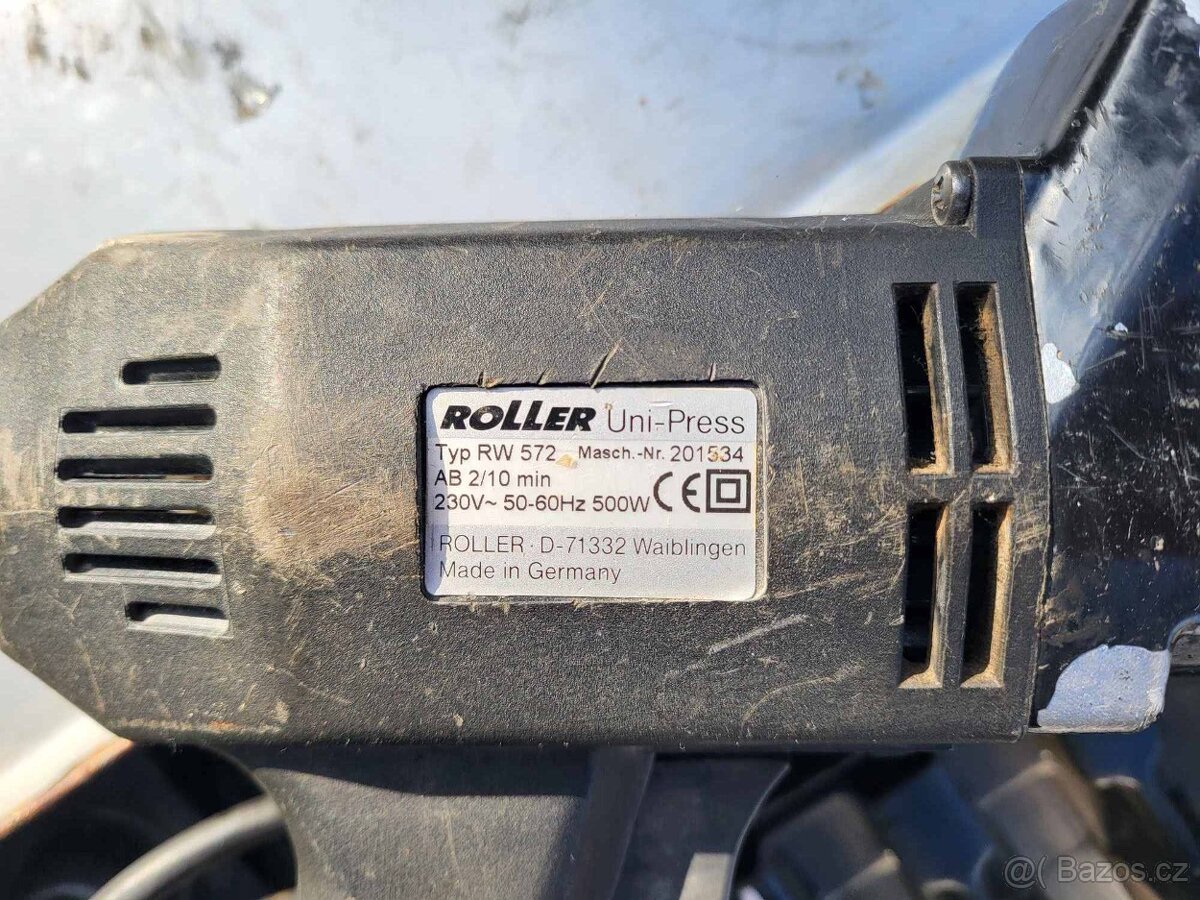 ROLLER Uni-Press
Typ RW 572 Masch.-Nr. 201534
AB 2/10 min
230V~ 50-60Hz 500W CE
ROLLER · D-71332 Waiblingen
Made in Germany
@( Bazos.cz